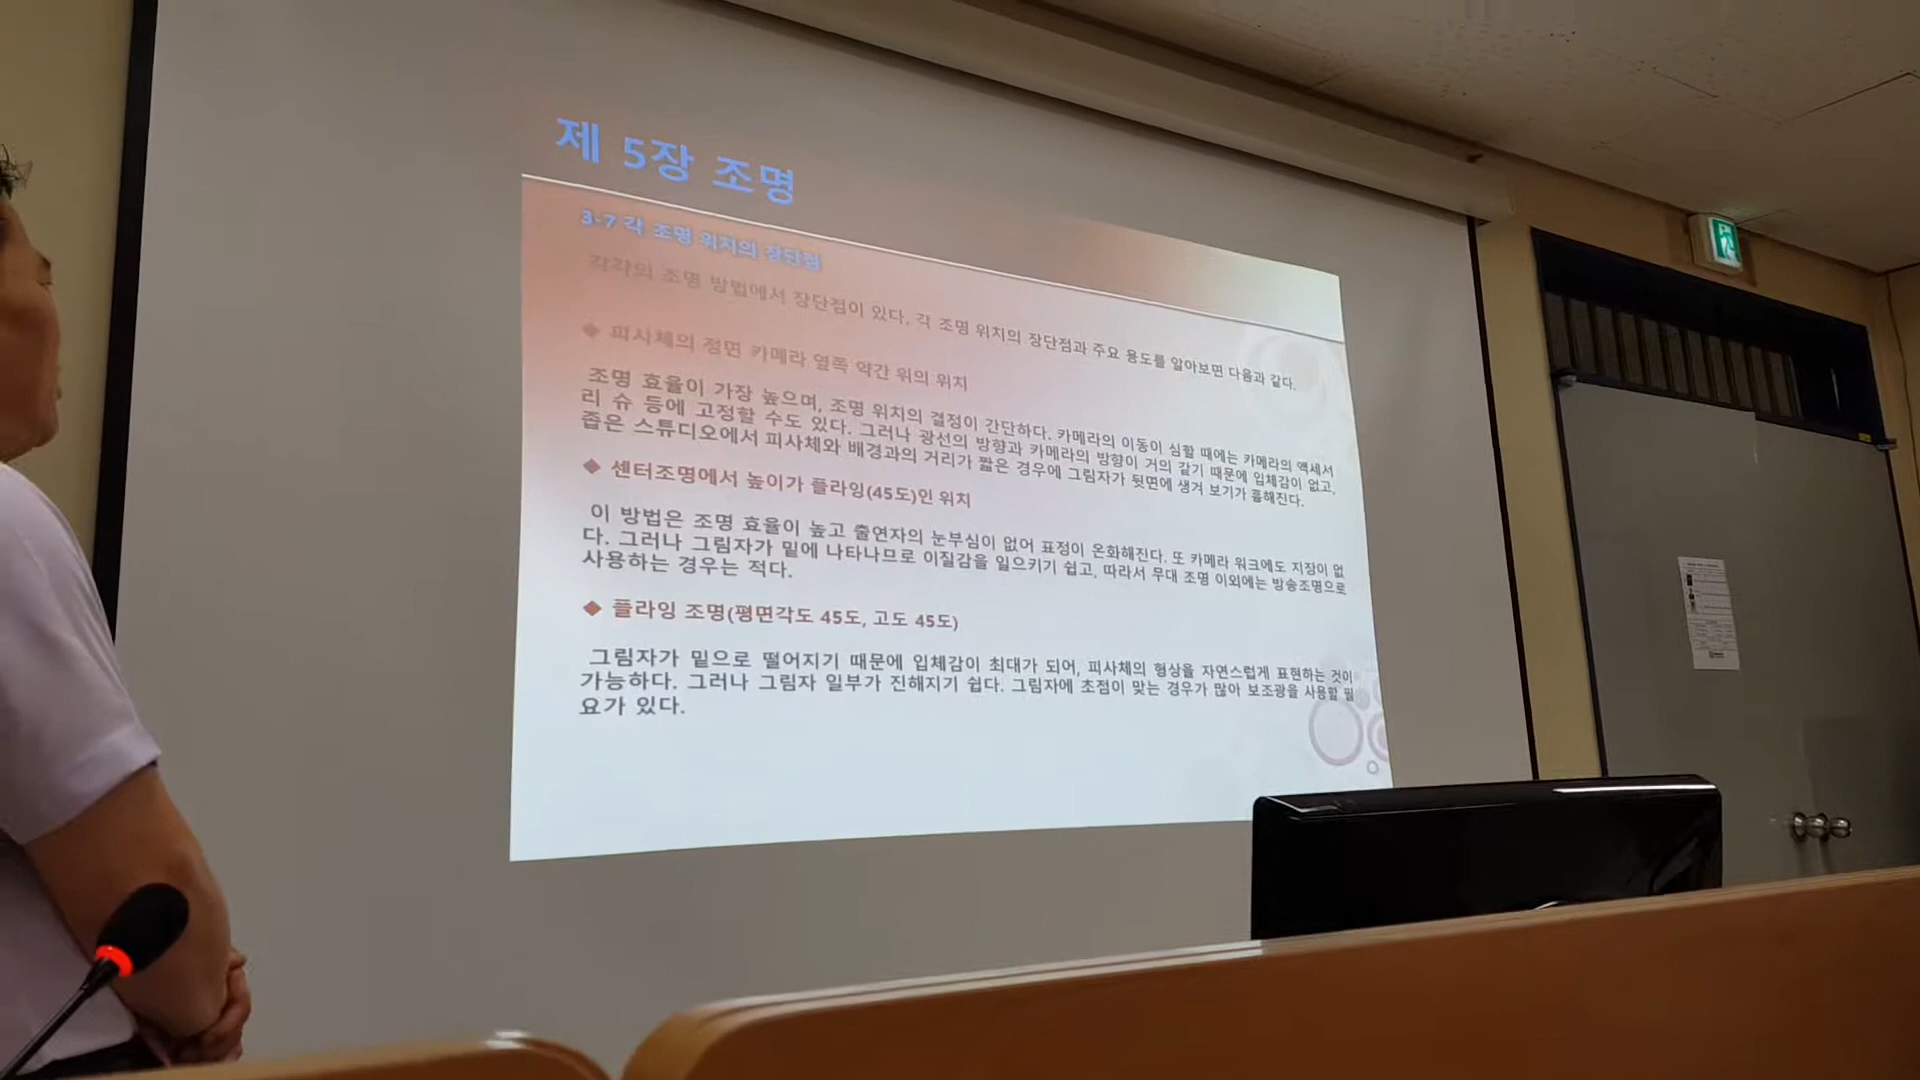 제 5장 조명
3-7 각 조명 위치의 장단점
각각의 조명 방법에서 장단점이 있다. 각 조명 위치의 장단점과 주요 용도를 알아보면 다음과 같다.
◆ 피사체의 정면 카메라 옆쪽 약간 위의 위치
조명 효율이 가장 높으며, 조명 위치의 결정이 간단하다. 카메라의 이동이 심할 때에는 카메라의 액세서
리 슈 등에 고정할 수도 있다. 그러나 광선의 방향과 카메라의 방향이 거의 같기 때문에 입체감이 없고,
좁은 스튜디오에서 피사체와 배경과의 거리가 짧은 경우에 그림자가 뒷면에 생겨 보기가 흉해진다.
◆ 센터조명에서 높이가 플라잉(45도)인 위치
이 방법은 조명 효율이 높고 출연자의 눈부심이 없어 표정이 온화해진다. 또 카메라 워크에도 지장이 없
다. 그러나 그림자가 밑에 나타나므로 이질감을 일으키기 쉽고, 따라서 무대 조명 이외에는 방송조명으로
사용하는 경우는 적다.
◆ 플라잉 조명(평면각도 45도, 고도 45도)
그림자가 밑으로 떨어지기 때문에 입체감이 최대가 되어, 피사체의 형상을 자연스럽게 표현하는 것이
가능하다. 그러나 그림자 일부가 진해지기 쉽다. 그림자에 초점이 맞는 경우가 많아 보조광을 사용할 필
요가 있다.